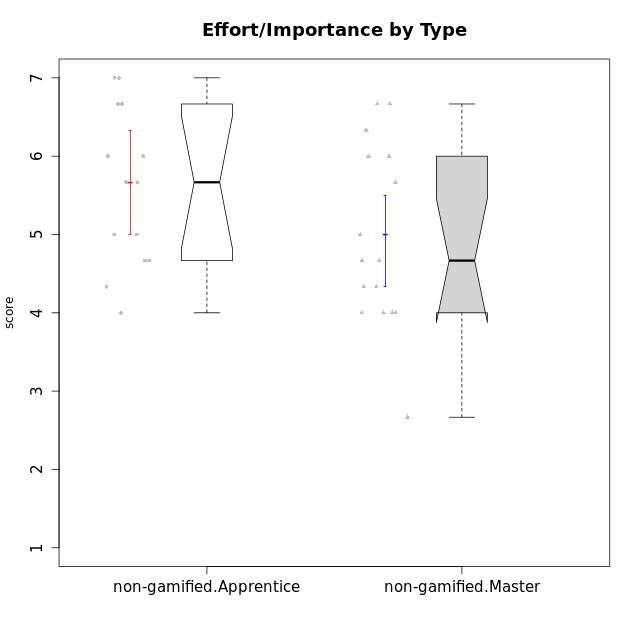 Effort/Importance by Type
7
6
5
4
3
2
1
score
non-gamified.Apprentice
non-gamified.Master